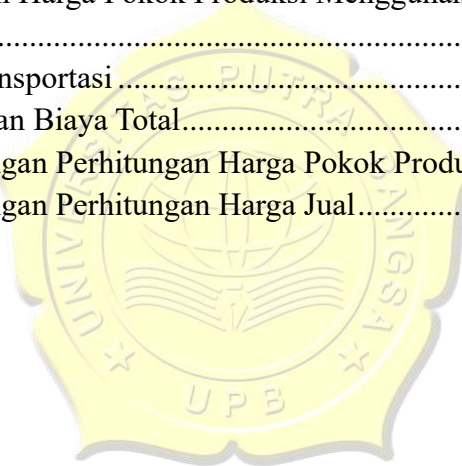 Harga Pokok Produksi Menggunakan
..........................................................
nsportasi ..........................................
an Biaya Total....................................
gan Perhitungan Harga Pokok Produ
gan Perhitungan Harga Jual.............
UNIVERSITAS PUTRA BANGSA
UPB